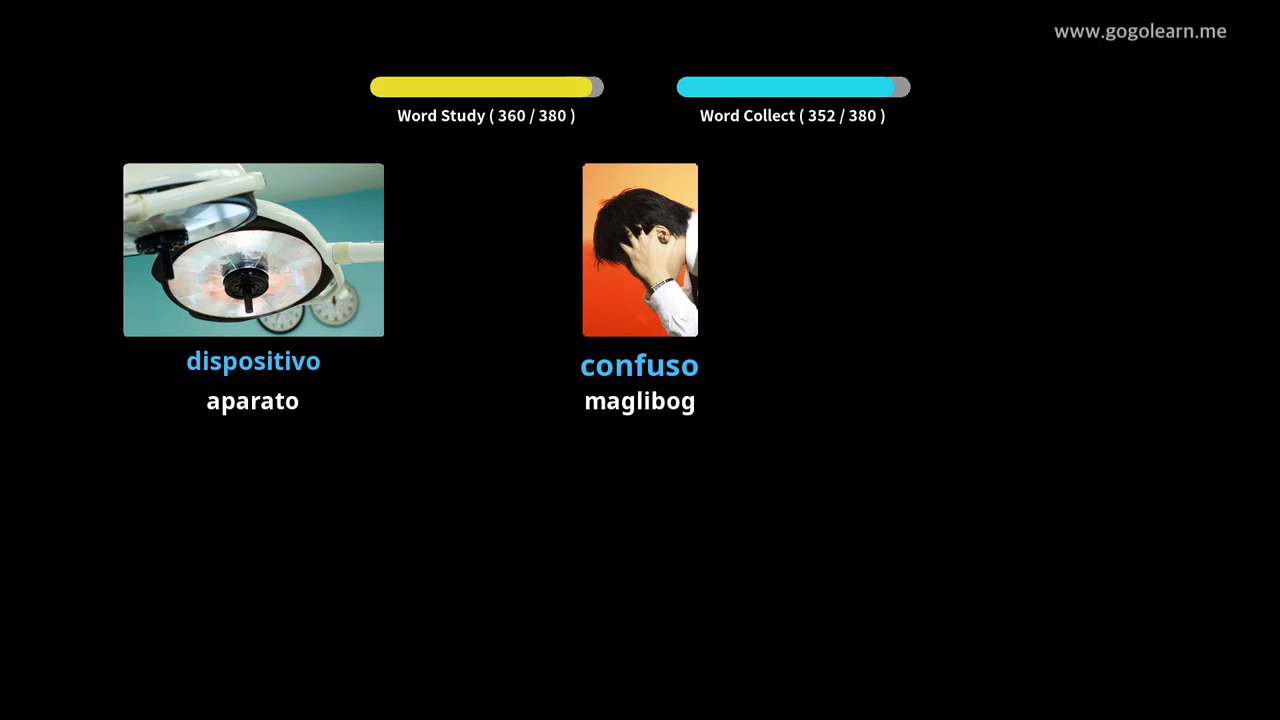 www.gogolearn.me
Word Study ( 360 / 380 )
Word Collect ( 352 / 380 )
dispositivo
aparato
confuso
maglibog